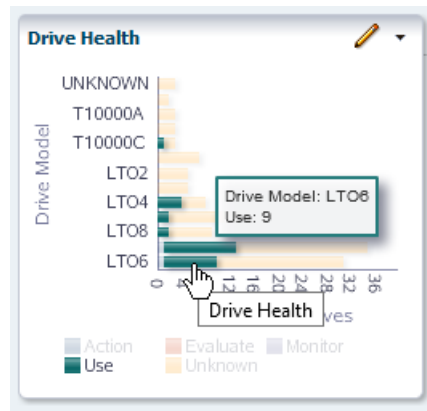 Drive Health
UNKNOWN
T10000A
T10000C
LTO2
LTO4
LTO8
LTO6
Drive Model
Drive Model: LTO6
Use: 9
0 4 12 16 20 24 28 32 36
Drive Health
ves
Action Evaluate Monitor
Use Unknown